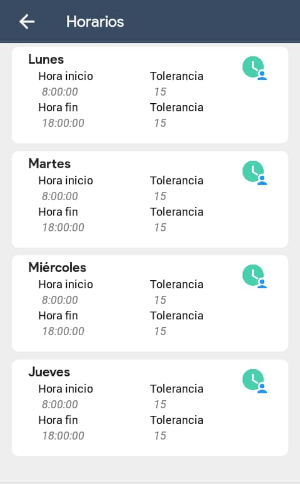 Horarios
Lunes
Hora inicio Tolerancia
8:00:00 15
Hora fin Tolerancia
18:00:00 15
Martes
Hora inicio Tolerancia
8:00:00 15
Hora fin Tolerancia
18:00:00 15
Miércoles
Hora inicio Tolerancia
8:00:00 15
Hora fin Tolerancia
18:00:00 15
Jueves
Hora inicio Tolerancia
8:00:00 15
Hora fin Tolerancia
18:00:00 15